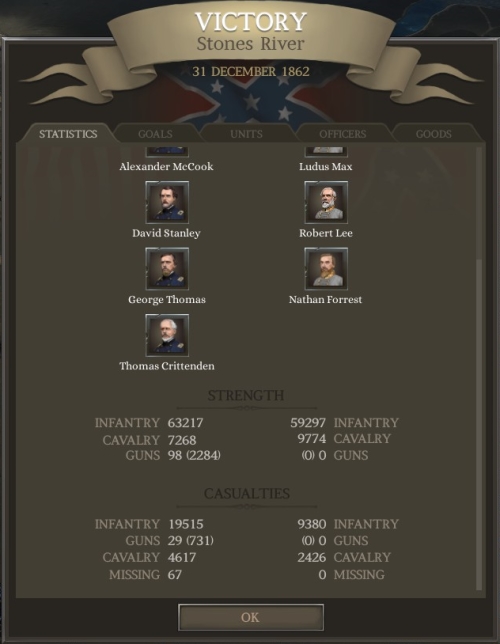 VICTORY
Stones River
31 DECEMBER 1862
STATISTICS GOALS UNITS OFFICERS GOODS
Alexander McCook Ludus Max
David Stanley Robert Lee
George Thomas Nathan Forrest
Thomas Crittenden
STRENGTH
INFANTRY 63217 59297 INFANTRY
CAVALRY 7268 9774 CAVALRY
GUNS 98 (2284) (0) 0 GUNS
CASUALTIES
INFANTRY 19515 9380 INFANTRY
GUNS 29 (731) (0) 0 GUNS
CAVALRY 4617 2426 CAVALRY
MISSING 67 0 MISSING
OK